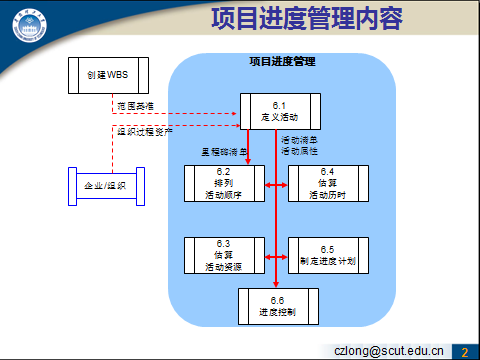 项目进度管理内容
项目进度管理
创建WBS
范围基准
6.1
定义活动
组织过程资产
活动清单
活动属性
里程碑清单
企业/组织
6.2
排列
活动顺序
6.4
估算
活动历时
6.3
估算
活动资源
6.5
制定进度计划
6.6
进度控制
czlong@scut.edu.cn
2